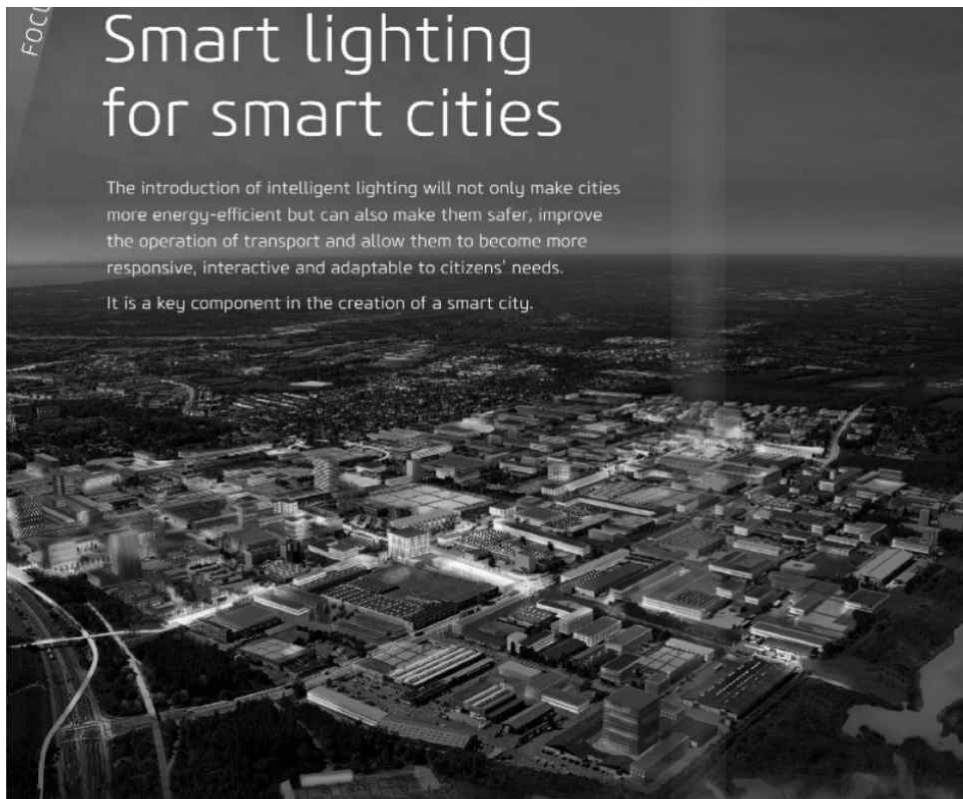 Smart lighting
for smart cities
The introduction of intelligent lighting will not only make cities
more energy-efficient but can also make them safer, improve
the operation of transport and allow them to become more
responsive, interactive and adaptable to citizens' needs.
It is a key component in the creation of a smart city.